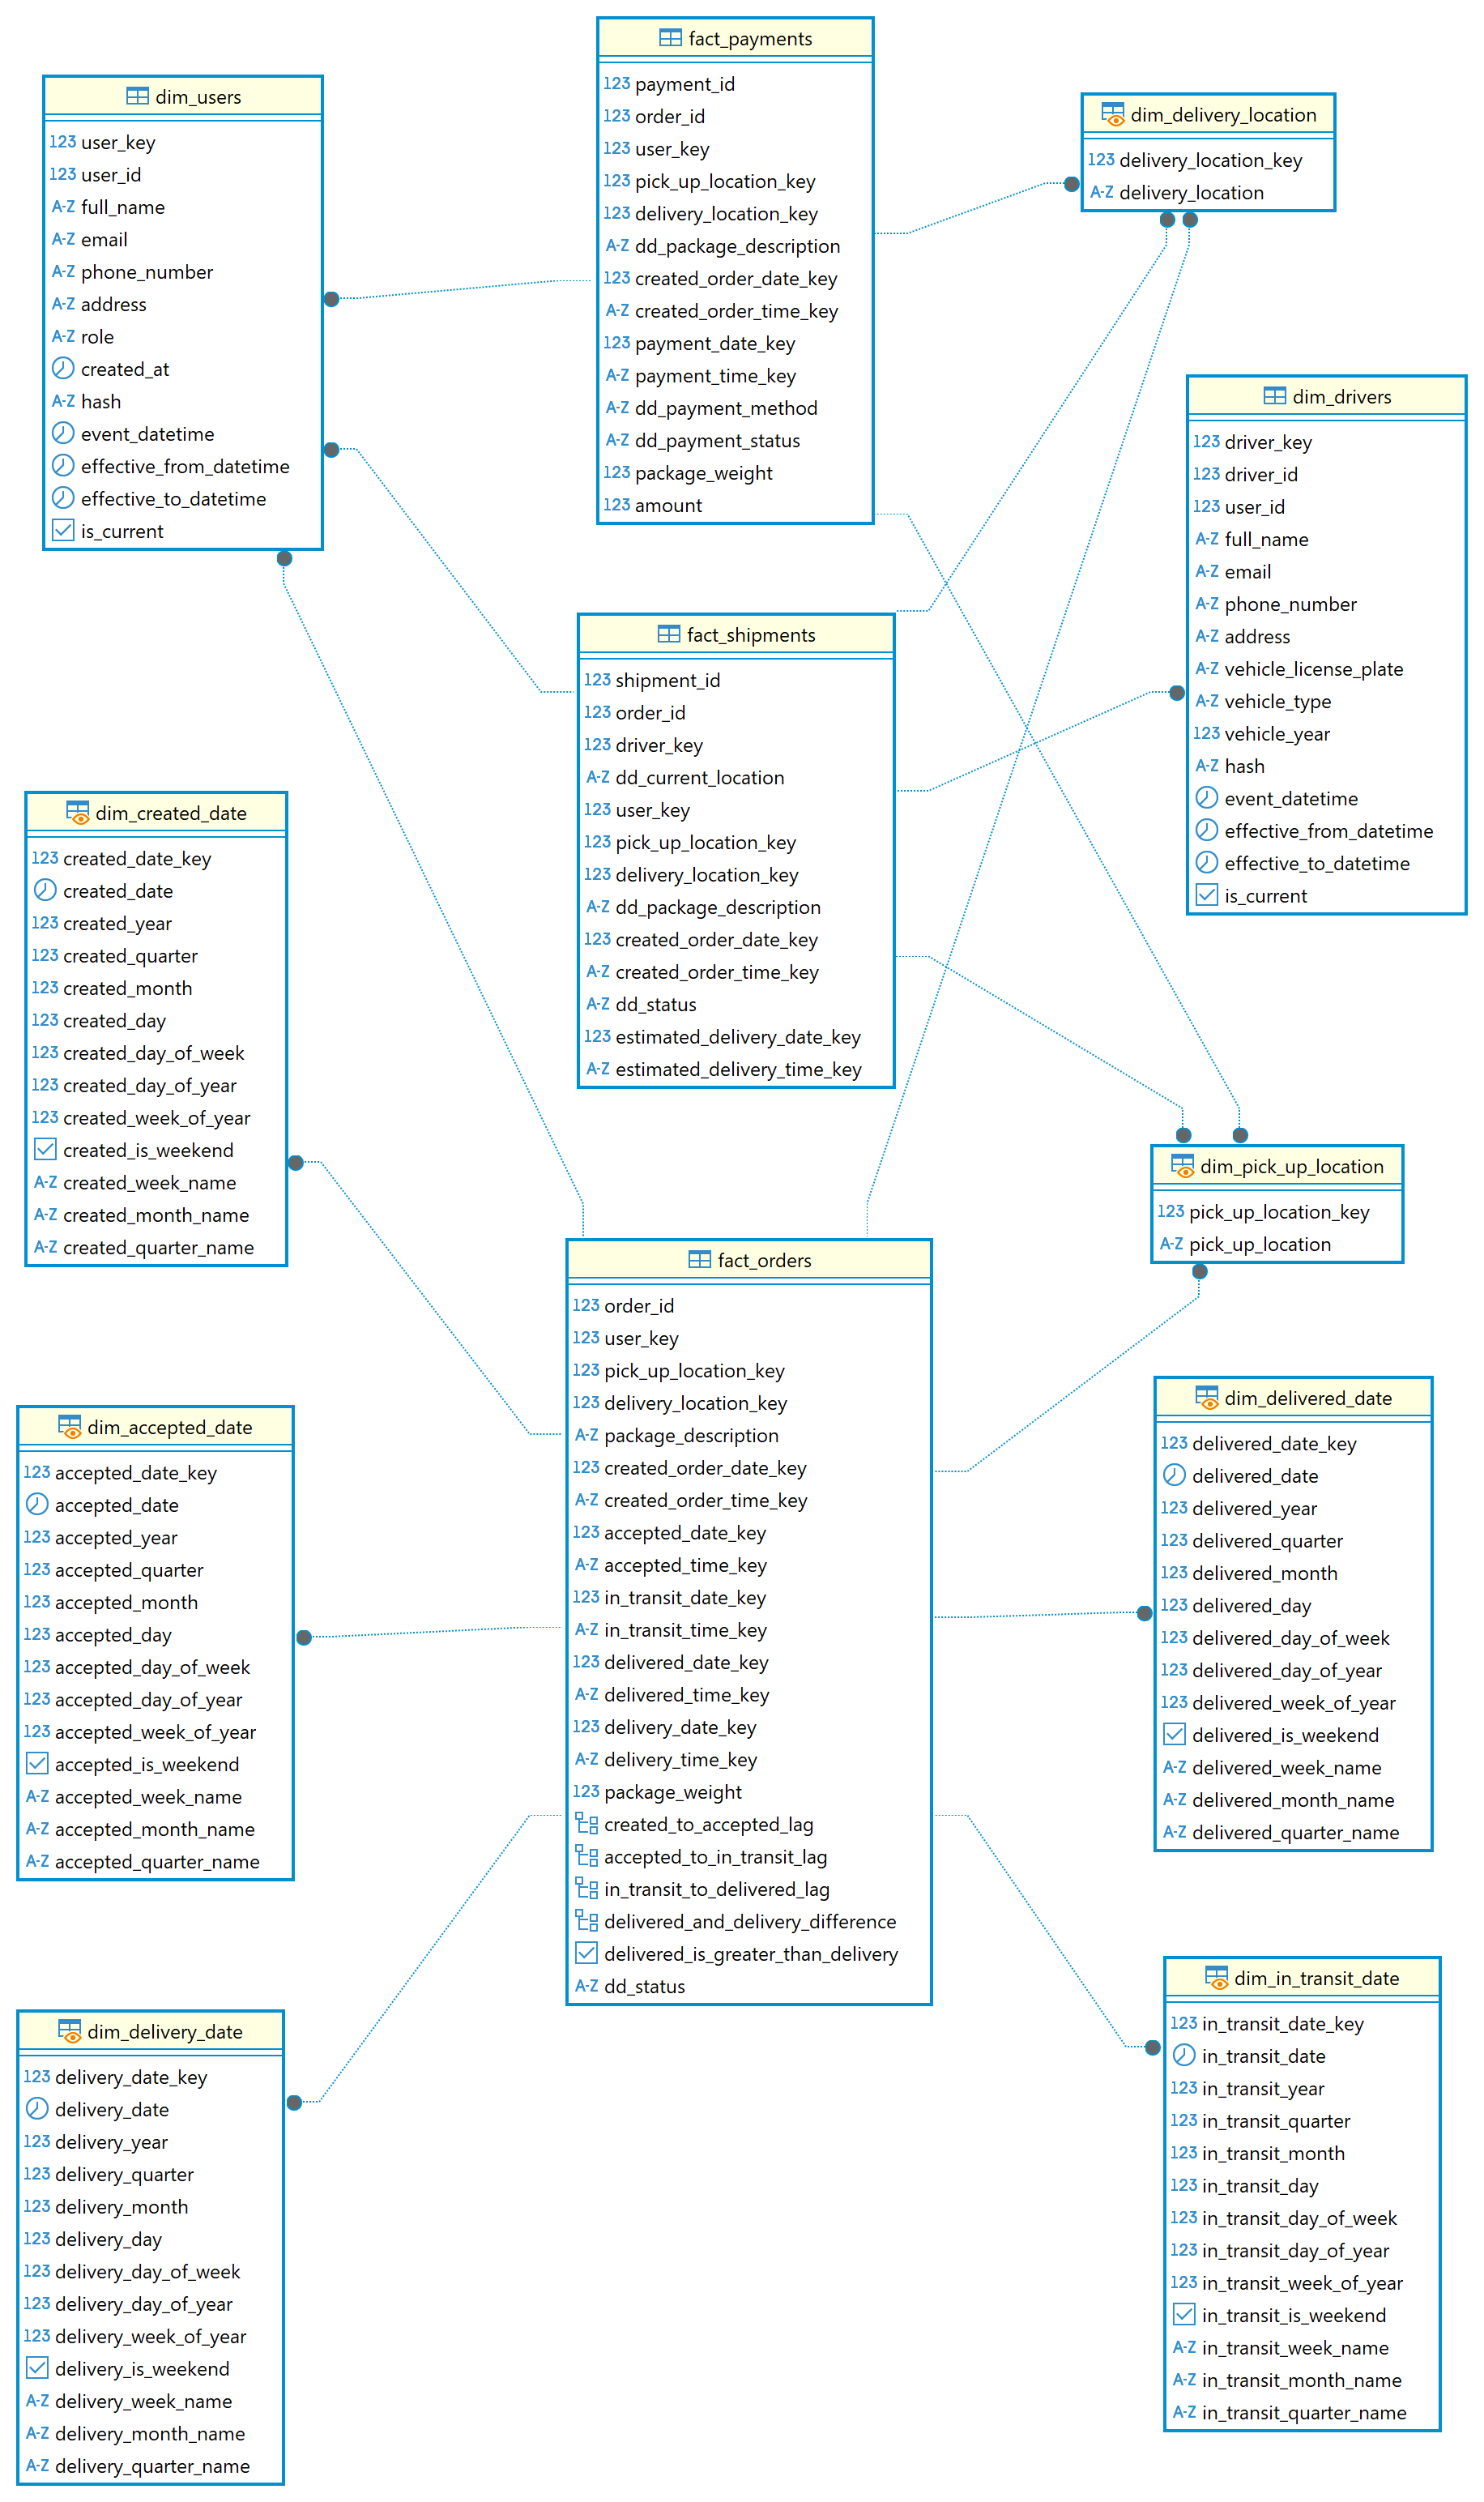 fact_payments
123 payment_id
123 order_id
123 user_key
123 pick_up_location_key
123 delivery_location_key
A-Z dd_package_description
123 created_order_date_key
A-Z created_order_time_key
123 payment_date_key
A-Z payment_time_key
A-Z dd_payment_method
A-Z dd_payment_status
123 package_weight
123 amount
dim_users
123 user_key
123 user_id
A-Z full_name
A-Z email
A-Z phone_number
A-Z address
A-Z role
created_at
A-Z hash
event_datetime
effective_from_datetime
effective_to_datetime
is_current
dim_delivery_location
123 delivery_location_key
A-Z delivery_location
dim_drivers
123 driver_key
123 driver_id
123 user_id
A-Z full_name
A-Z email
A-Z phone_number
A-Z address
A-Z vehicle_license_plate
A-Z vehicle_type
123 vehicle_year
A-Z hash
event_datetime
effective_from_datetime
effective_to_datetime
is_current
fact_shipments
123 shipment_id
123 order_id
123 driver_key
A-Z dd_current_location
123 user_key
123 pick_up_location_key
123 delivery_location_key
A-Z dd_package_description
123 created_order_date_key
A-Z created_order_time_key
A-Z dd_status
123 estimated_delivery_date_key
A-Z estimated_delivery_time_key
dim_created_date
123 created_date_key
created_date
123 created_year
123 created_quarter
123 created_month
123 created_day
123 created_day_of_week
123 created_day_of_year
123 created_week_of_year
created_is_weekend
A-Z created_week_name
A-Z created_month_name
A-Z created_quarter_name
dim_pick_up_location
123 pick_up_location_key
A-Z pick_up_location
fact_orders
123 order_id
123 user_key
123 pick_up_location_key
123 delivery_location_key
A-Z package_description
123 created_order_date_key
A-Z created_order_time_key
123 accepted_date_key
A-Z accepted_time_key
123 in_transit_date_key
A-Z in_transit_time_key
123 delivered_date_key
A-Z delivered_time_key
123 delivery_date_key
A-Z delivery_time_key
123 package_weight
created_to_accepted_lag
accepted_to_in_transit_lag
in_transit_to_delivered_lag
delivered_and_delivery_difference
delivered_is_greater_than_delivery
A-Z dd_status
dim_accepted_date
123 accepted_date_key
accepted_date
123 accepted_year
123 accepted_quarter
123 accepted_month
123 accepted_day
123 accepted_day_of_week
123 accepted_day_of_year
123 accepted_week_of_year
accepted_is_weekend
A-Z accepted_week_name
A-Z accepted_month_name
A-Z accepted_quarter_name
dim_delivered_date
123 delivered_date_key
delivered_date
123 delivered_year
123 delivered_quarter
123 delivered_month
123 delivered_day
123 delivered_day_of_week
123 delivered_day_of_year
123 delivered_week_of_year
delivered_is_weekend
A-Z delivered_week_name
A-Z delivered_month_name
A-Z delivered_quarter_name
dim_delivery_date
123 delivery_date_key
delivery_date
123 delivery_year
123 delivery_quarter
123 delivery_month
123 delivery_day
123 delivery_day_of_week
123 delivery_day_of_year
123 delivery_week_of_year
delivery_is_weekend
A-Z delivery_week_name
A-Z delivery_month_name
A-Z delivery_quarter_name
dim_in_transit_date
123 in_transit_date_key
in_transit_date
123 in_transit_year
123 in_transit_quarter
123 in_transit_month
123 in_transit_day
123 in_transit_day_of_week
123 in_transit_day_of_year
123 in_transit_week_of_year
in_transit_is_weekend
A-Z in_transit_week_name
A-Z in_transit_month_name
A-Z in_transit_quarter_name